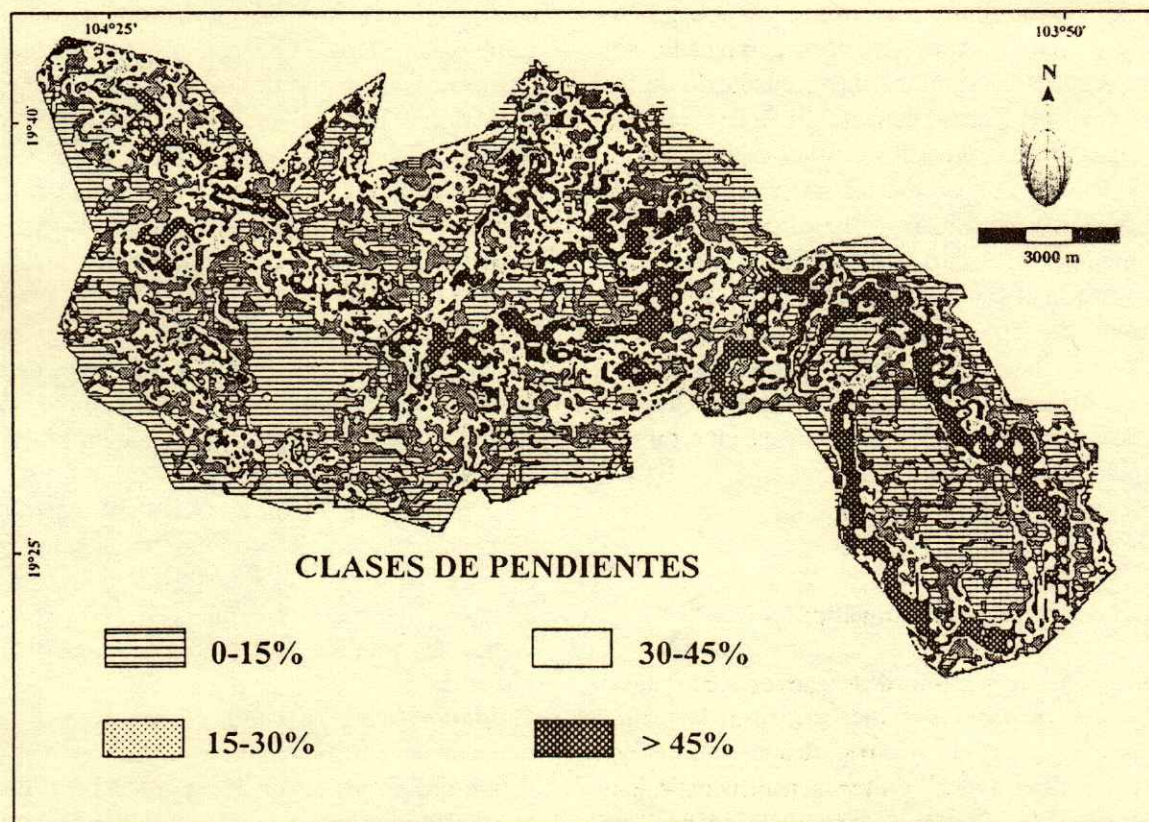 104°25'
103°50'
N
19°40'
3000 m
19°25'
CLASES DE PENDIENTES
0-15%
30-45%
15-30%
> 45%